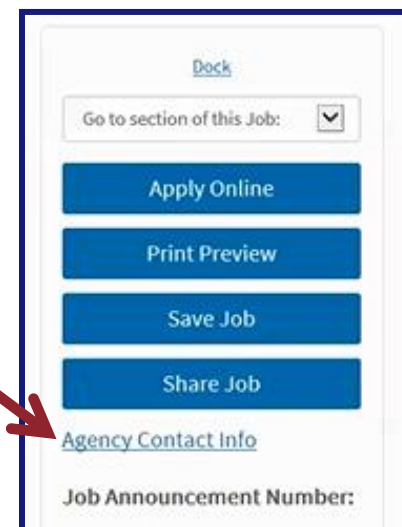 Dock
Go to section of this Job:
Apply Online
Print Preview
Save Job
Share Job
Agency Contact Info
Job Announcement Number: